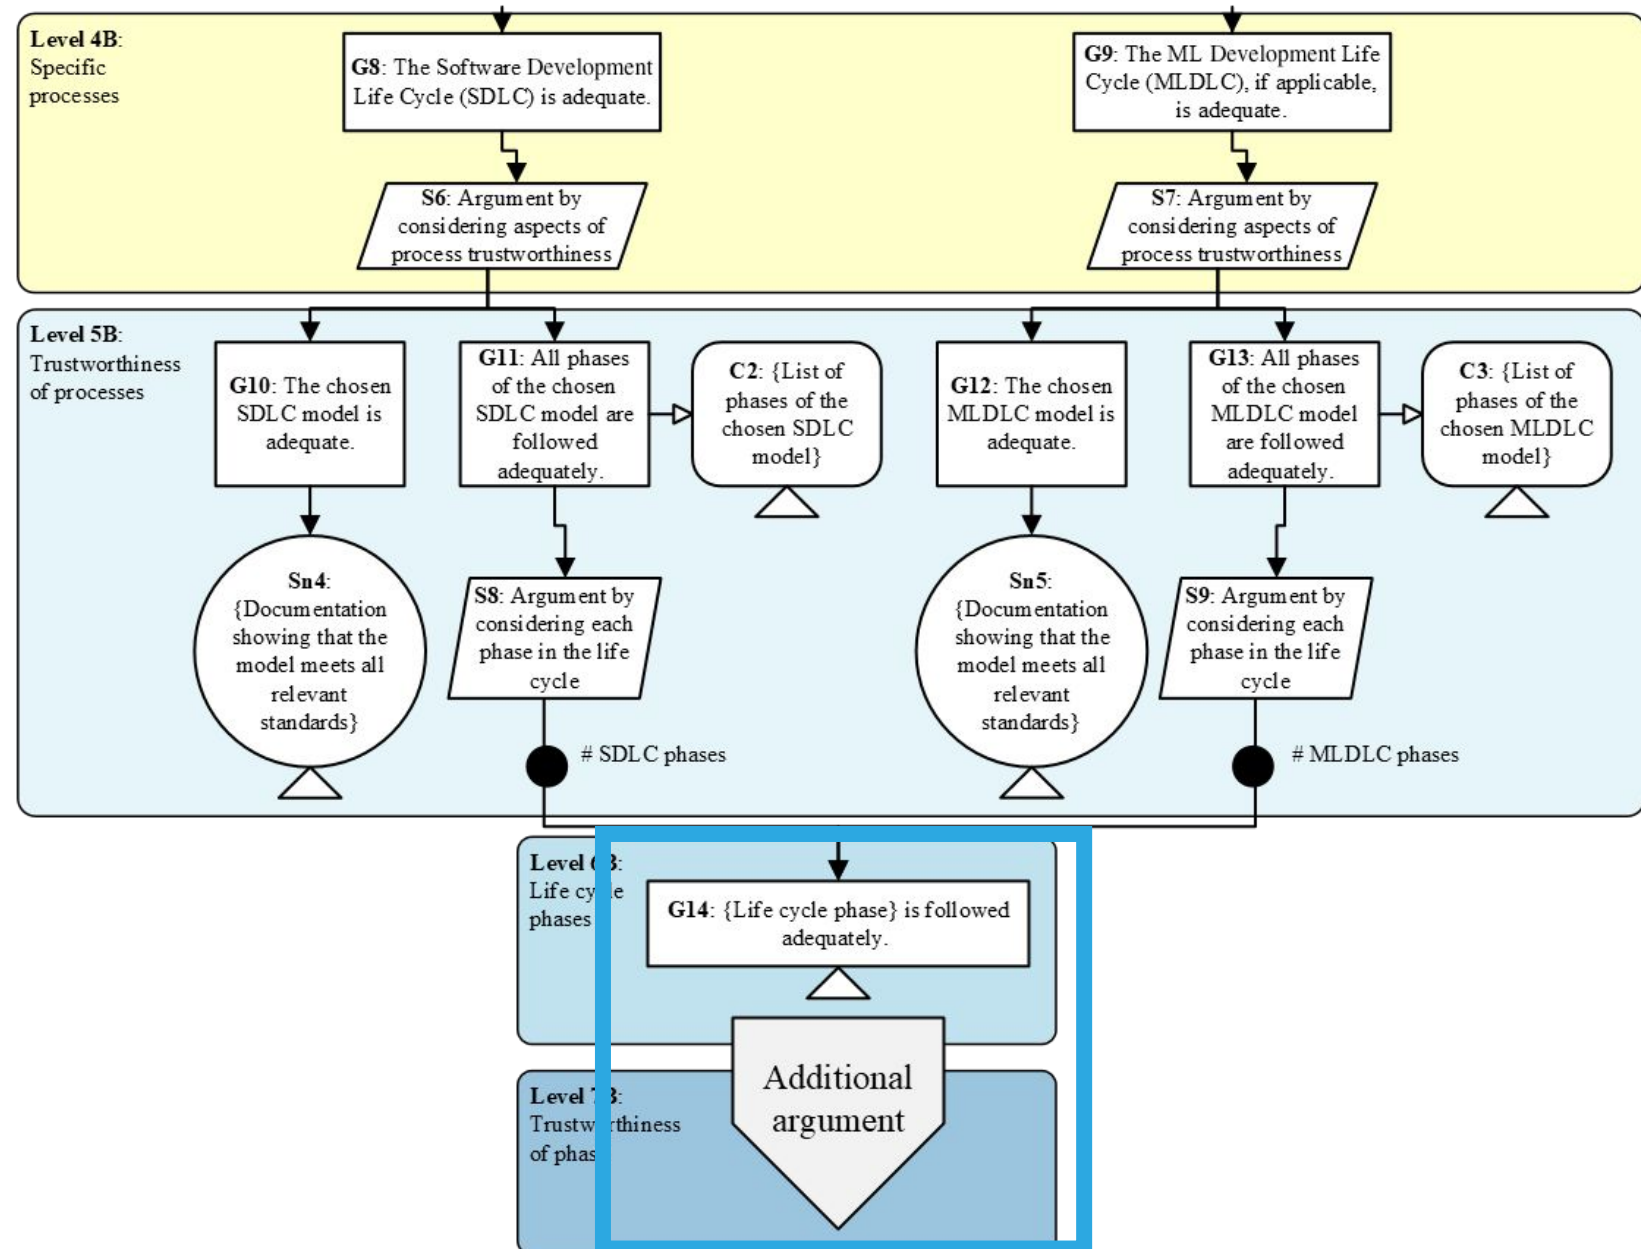 Level 4B:
Specific
processes
G8: The Software Development
Life Cycle (SDLC) is adequate.
G9: The ML Development Life
Cycle (MLDLC), if applicable,
is adequate.
S6: Argument by
considering aspects of
process trustworthiness
S7: Argument by
considering aspects of
process trustworthiness
Level 5B:
Trustworthiness
of processes
G10: The chosen
SDLC model is
adequate.
G11: All phases
of the chosen
SDLC model are
followed
adequately.
C2: {List of
phases of the
chosen SDLC
model}
G12: The chosen
MLDLC model is
adequate.
G13: All phases
of the chosen
MLDLC model
are followed
adequately.
C3: {List of
phases of the
chosen MLDLC
model}
Sn4:
{Documentation
showing that the
model meets all
relevant
standards}
S8: Argument by
considering each
phase in the life
cycle
Sn5:
{Documentation
showing that the
model meets all
relevant
standards}
S9: Argument by
considering each
phase in the life
cycle
# SDLC phases
# MLDLC phases
Level 6B:
Life cycle
phases
G14: {Life cycle phase} is followed
adequately.
Level 7B:
Trustworthiness
of phas
Additional
argument